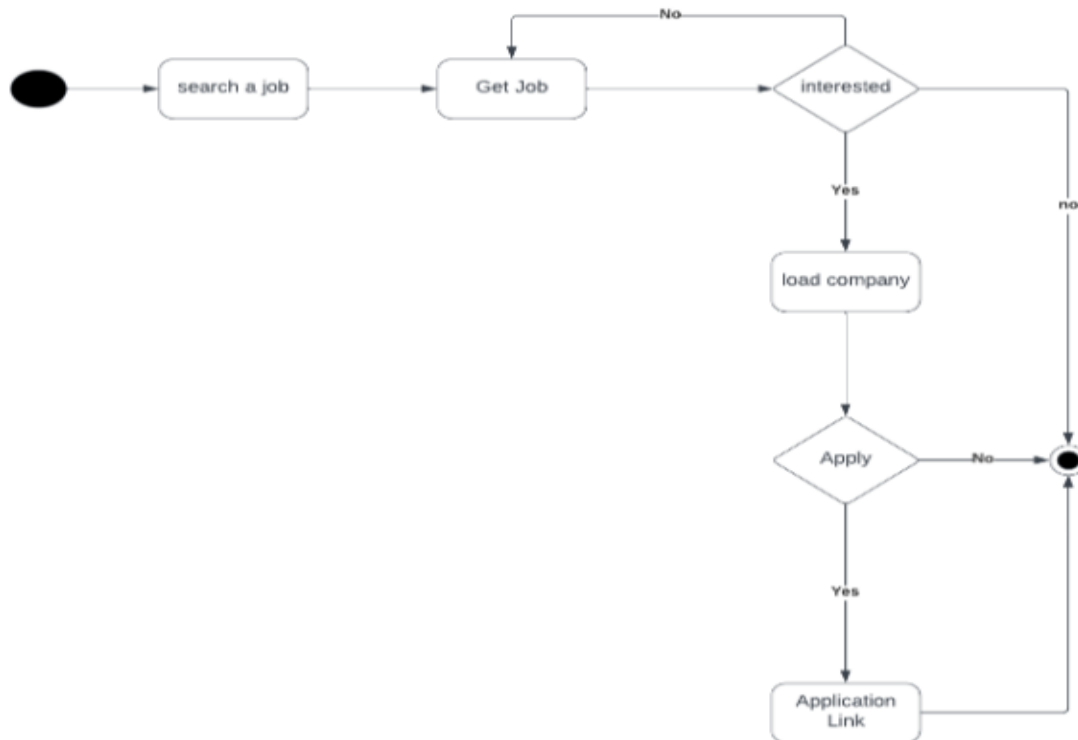 No
search a job
Get Job
interested
Yes
no
load company
Apply
No
Yes
Application
Link